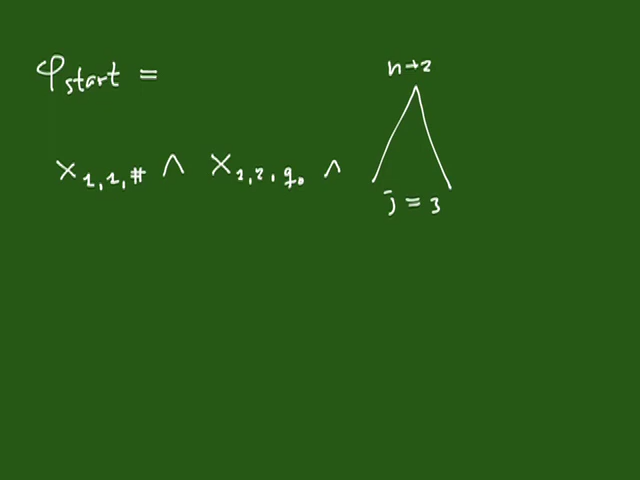 φstart =
n+2
x1,1,# ∧ x1,2,q0 ∧ ⋀
j = 3